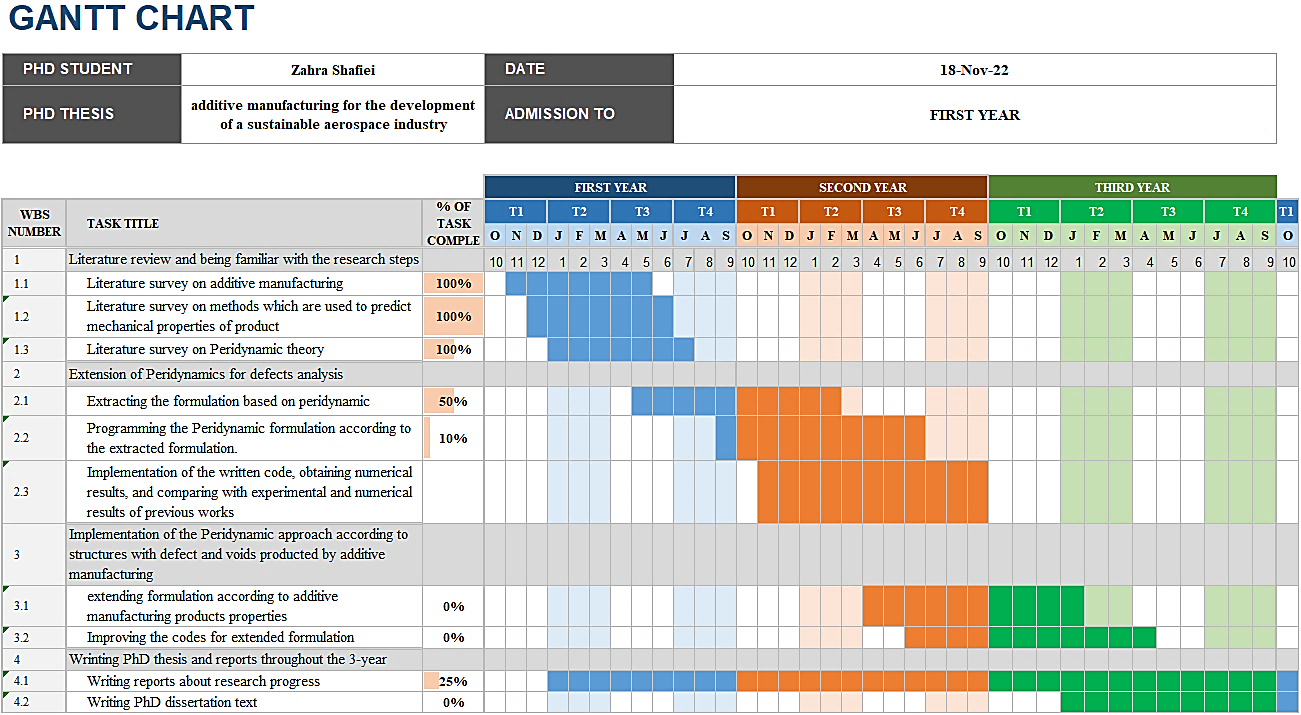 GANTT CHART
PHD STUDENT Zahra Shafiei DATE 18-Nov-22
PHD THESIS additive manufacturing for the development
of a sustainable aerospace industry ADMISSION TO FIRST YEAR
FIRST YEAR SECOND YEAR THIRD YEAR
WBS
NUMBER TASK TITLE % OF
TASK
COMPLE T1 T2 T3 T4 T1 T2 T3 T4 T1 T2 T3 T4 T1
O N D J F M A M J J A S O N D J F M A M J J A S O N D J F M A M J J A S O
1 Literature review and being familiar with the research steps 10 11 12 1 2 3 4 5 6 7 8 9 10 11 12 1 2 3 4 5 6 7 8 9 10 11 12 1 2 3 4 5 6 7 8 9 10
1.1 Literature survey on additive manufacturing 100%
1.2 Literature survey on methods which are used to predict
mechanical properties of product 100%
1.3 Literature survey on Peridynamic theory 100%
2 Extension of Peridynamics for defects analysis
2.1 Extracting the formulation based on peridynamic 50%
2.2 Programming the Peridynamic formulation according to
the extracted formulation. 10%
2.3 Implementation of the written code, obtaining numerical
results, and comparing with experimental and numerical
results of previous works
3 Implementation of the Peridynamic approach according to
structures with defect and voids producted by additive
manufacturing
3.1 extending formulation according to additive
manufacturing products properties 0%
3.2 Improving the codes for extended formulation 0%
4 Wrinting PhD thesis and reports throughout the 3-year
4.1 Writing reports about research progress 25%
4.2 Writing PhD dissertation text 0%